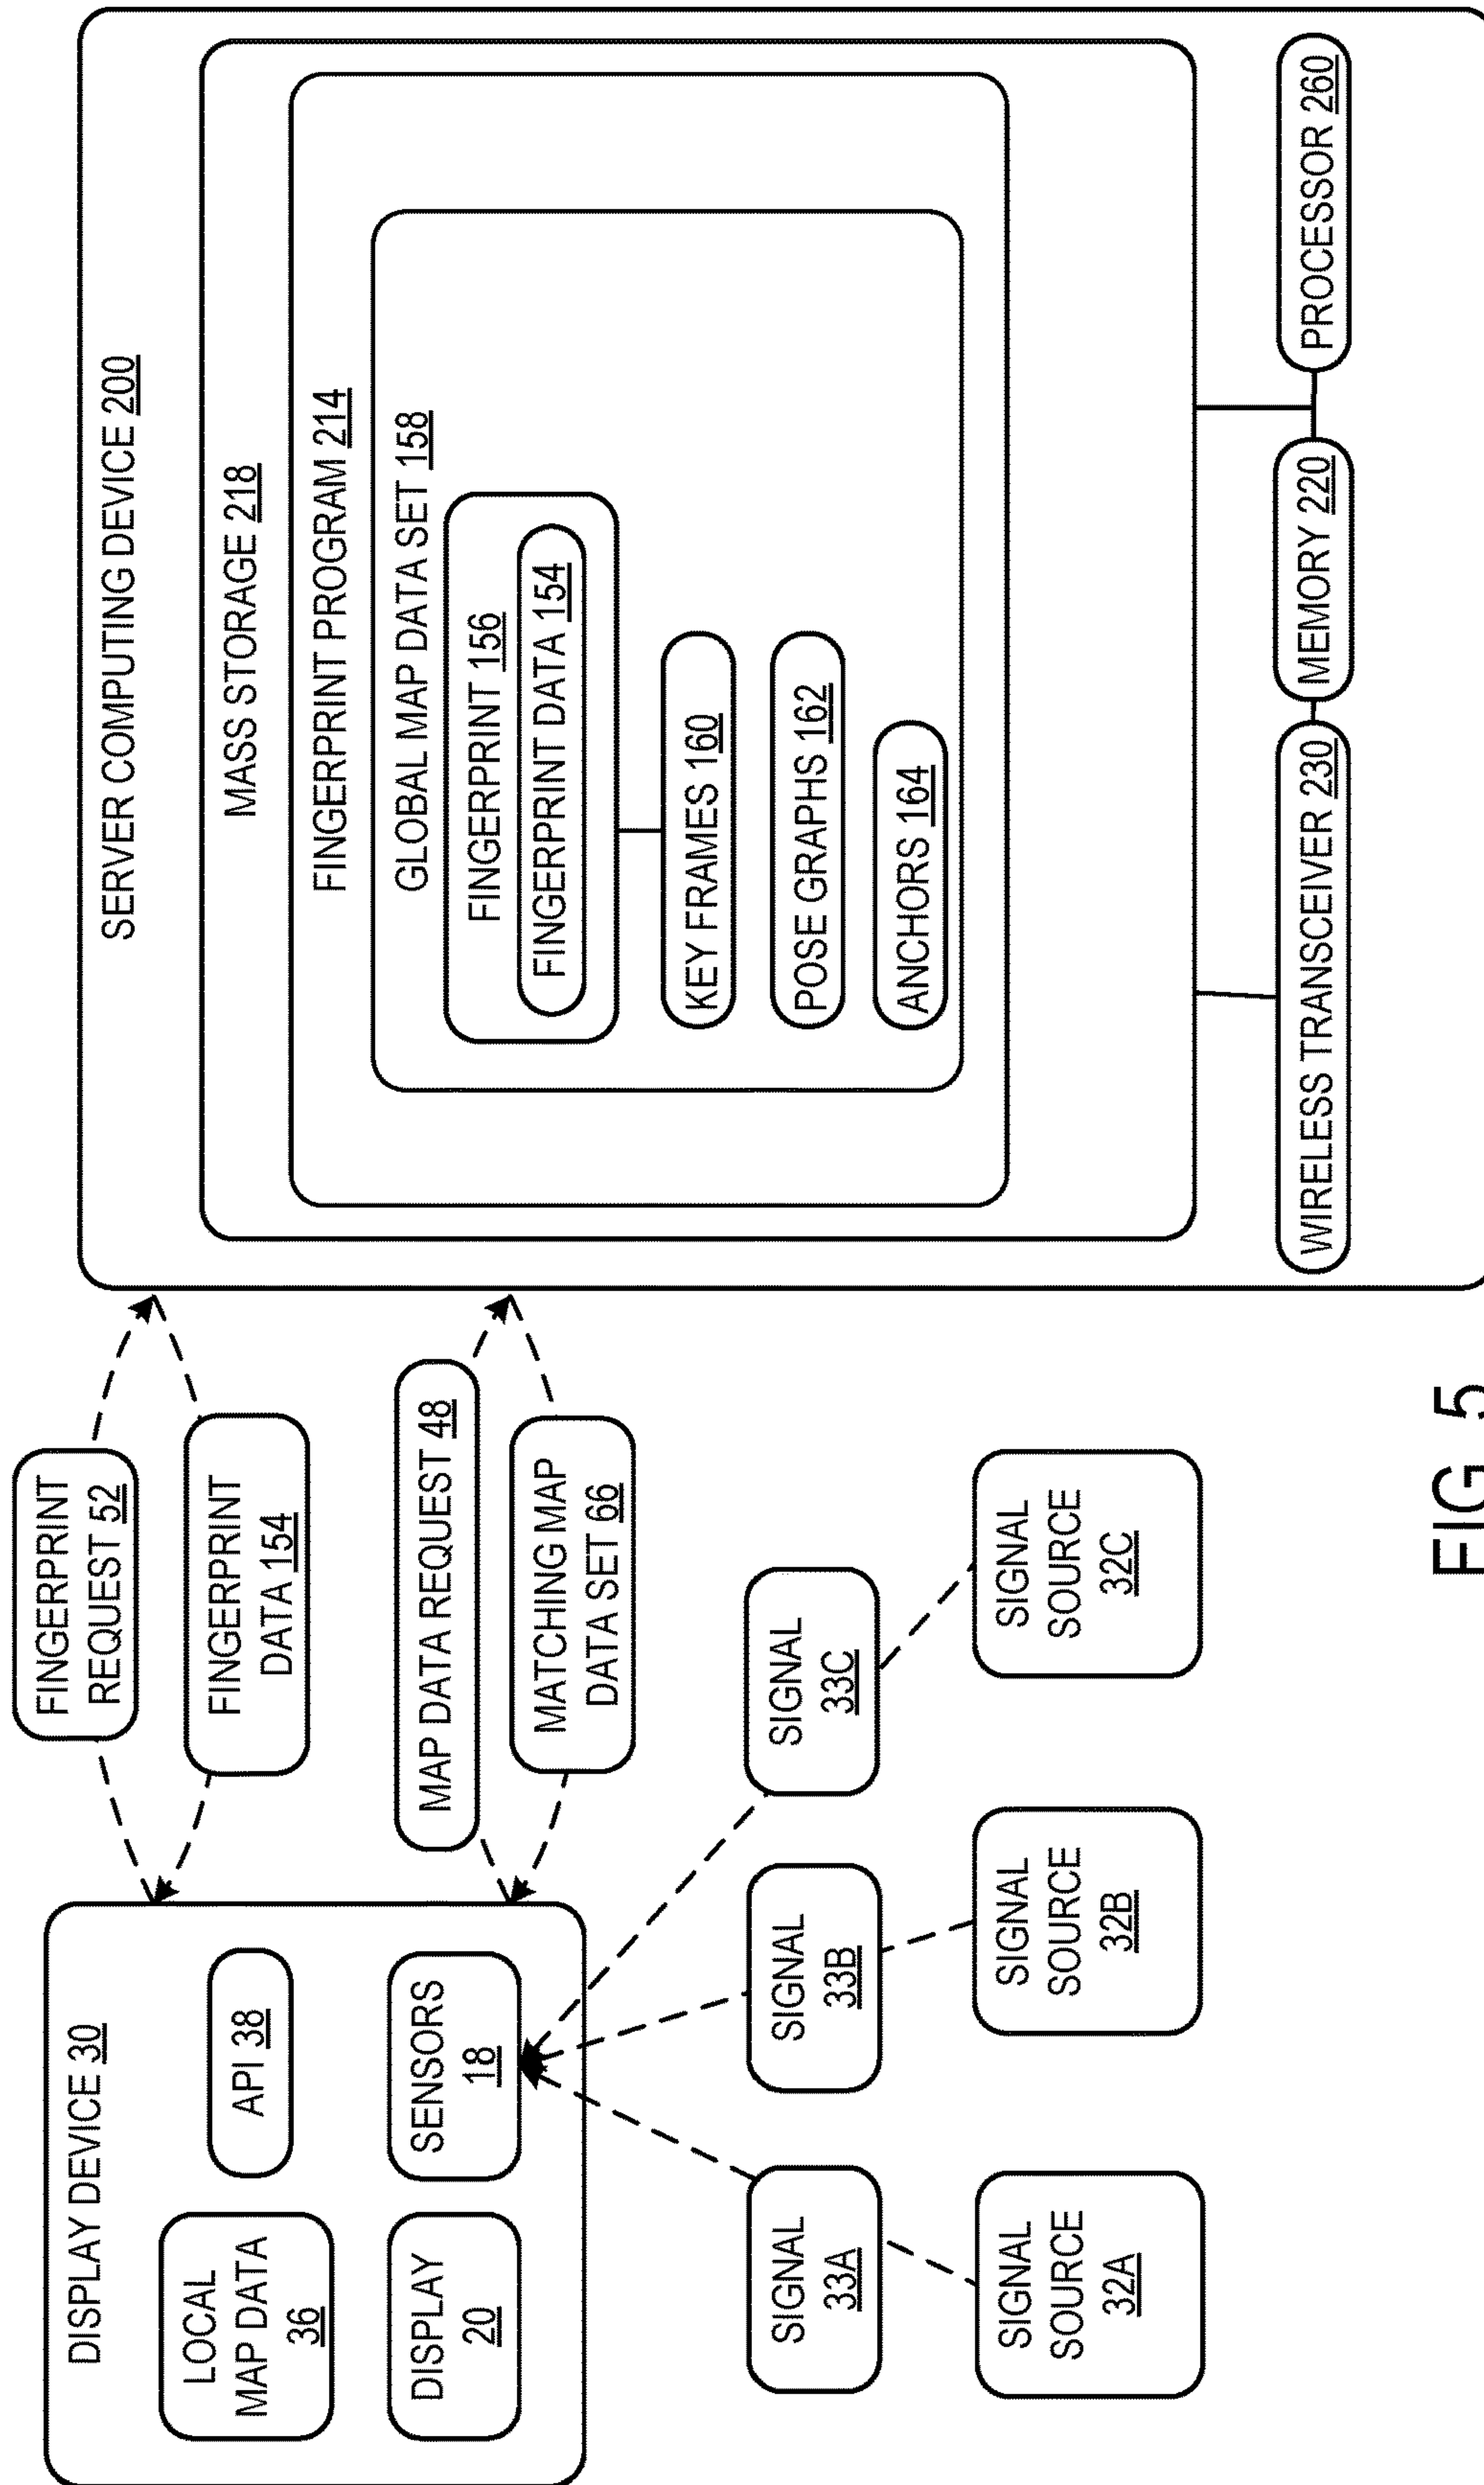 DISPLAY DEVICE 30
LOCAL
MAP DATA
36
API 38
DISPLAY
20
SENSORS
18
FINGERPRINT
REQUEST 52
FINGERPRINT
DATA 154
MAP DATA REQUEST 48
MATCHING MAP
DATA SET 66
SIGNAL
33A
SIGNAL
33B
SIGNAL
33C
SIGNAL
SOURCE
32A
SIGNAL
SOURCE
32B
SIGNAL
SOURCE
32C
SERVER COMPUTING DEVICE 200
MASS STORAGE 218
FINGERPRINT PROGRAM 214
GLOBAL MAP DATA SET 158
FINGERPRINT 156
FINGERPRINT DATA 154
KEY FRAMES 160
POSE GRAPHS 162
ANCHORS 164
WIRELESS TRANSCEIVER 230
MEMORY 220
PROCESSOR 260
FIG. 5